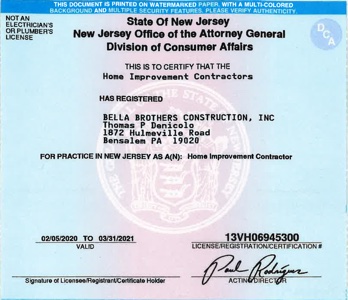 THIS DOCUMENT IS PRINTED ON WATERMARKED PAPER, WITH A MULTI-COLORED
BACKGROUND AND MULTIPLE SECURITY FEATURES. PLEASE VERIFY AUTHENTICITY.
NOT AN
ELECTRICIAN'S
OR PLUMBER'S
LICENSE
State Of New Jersey
New Jersey Office of the Attorney General
Division of Consumer Affairs
DCA
THIS IS TO CERTIFY THAT THE
Home Improvement Contractors
HAS REGISTERED
BELLA BROTHERS CONSTRUCTION, INC
Thomas P Denicolo
1872 Hulmeville Road
Bensalem PA 19020
FOR PRACTICE IN NEW JERSEY AS A(N): Home Improvement Contractor
02/05/2020 TO 03/31/2021
VALID
13VH06945300
LICENSE/REGISTRATION/CERTIFICATION #
Signature of Licensee/Registrant/Certificate Holder
Paul Rodríguez
ACTING DIRECTOR